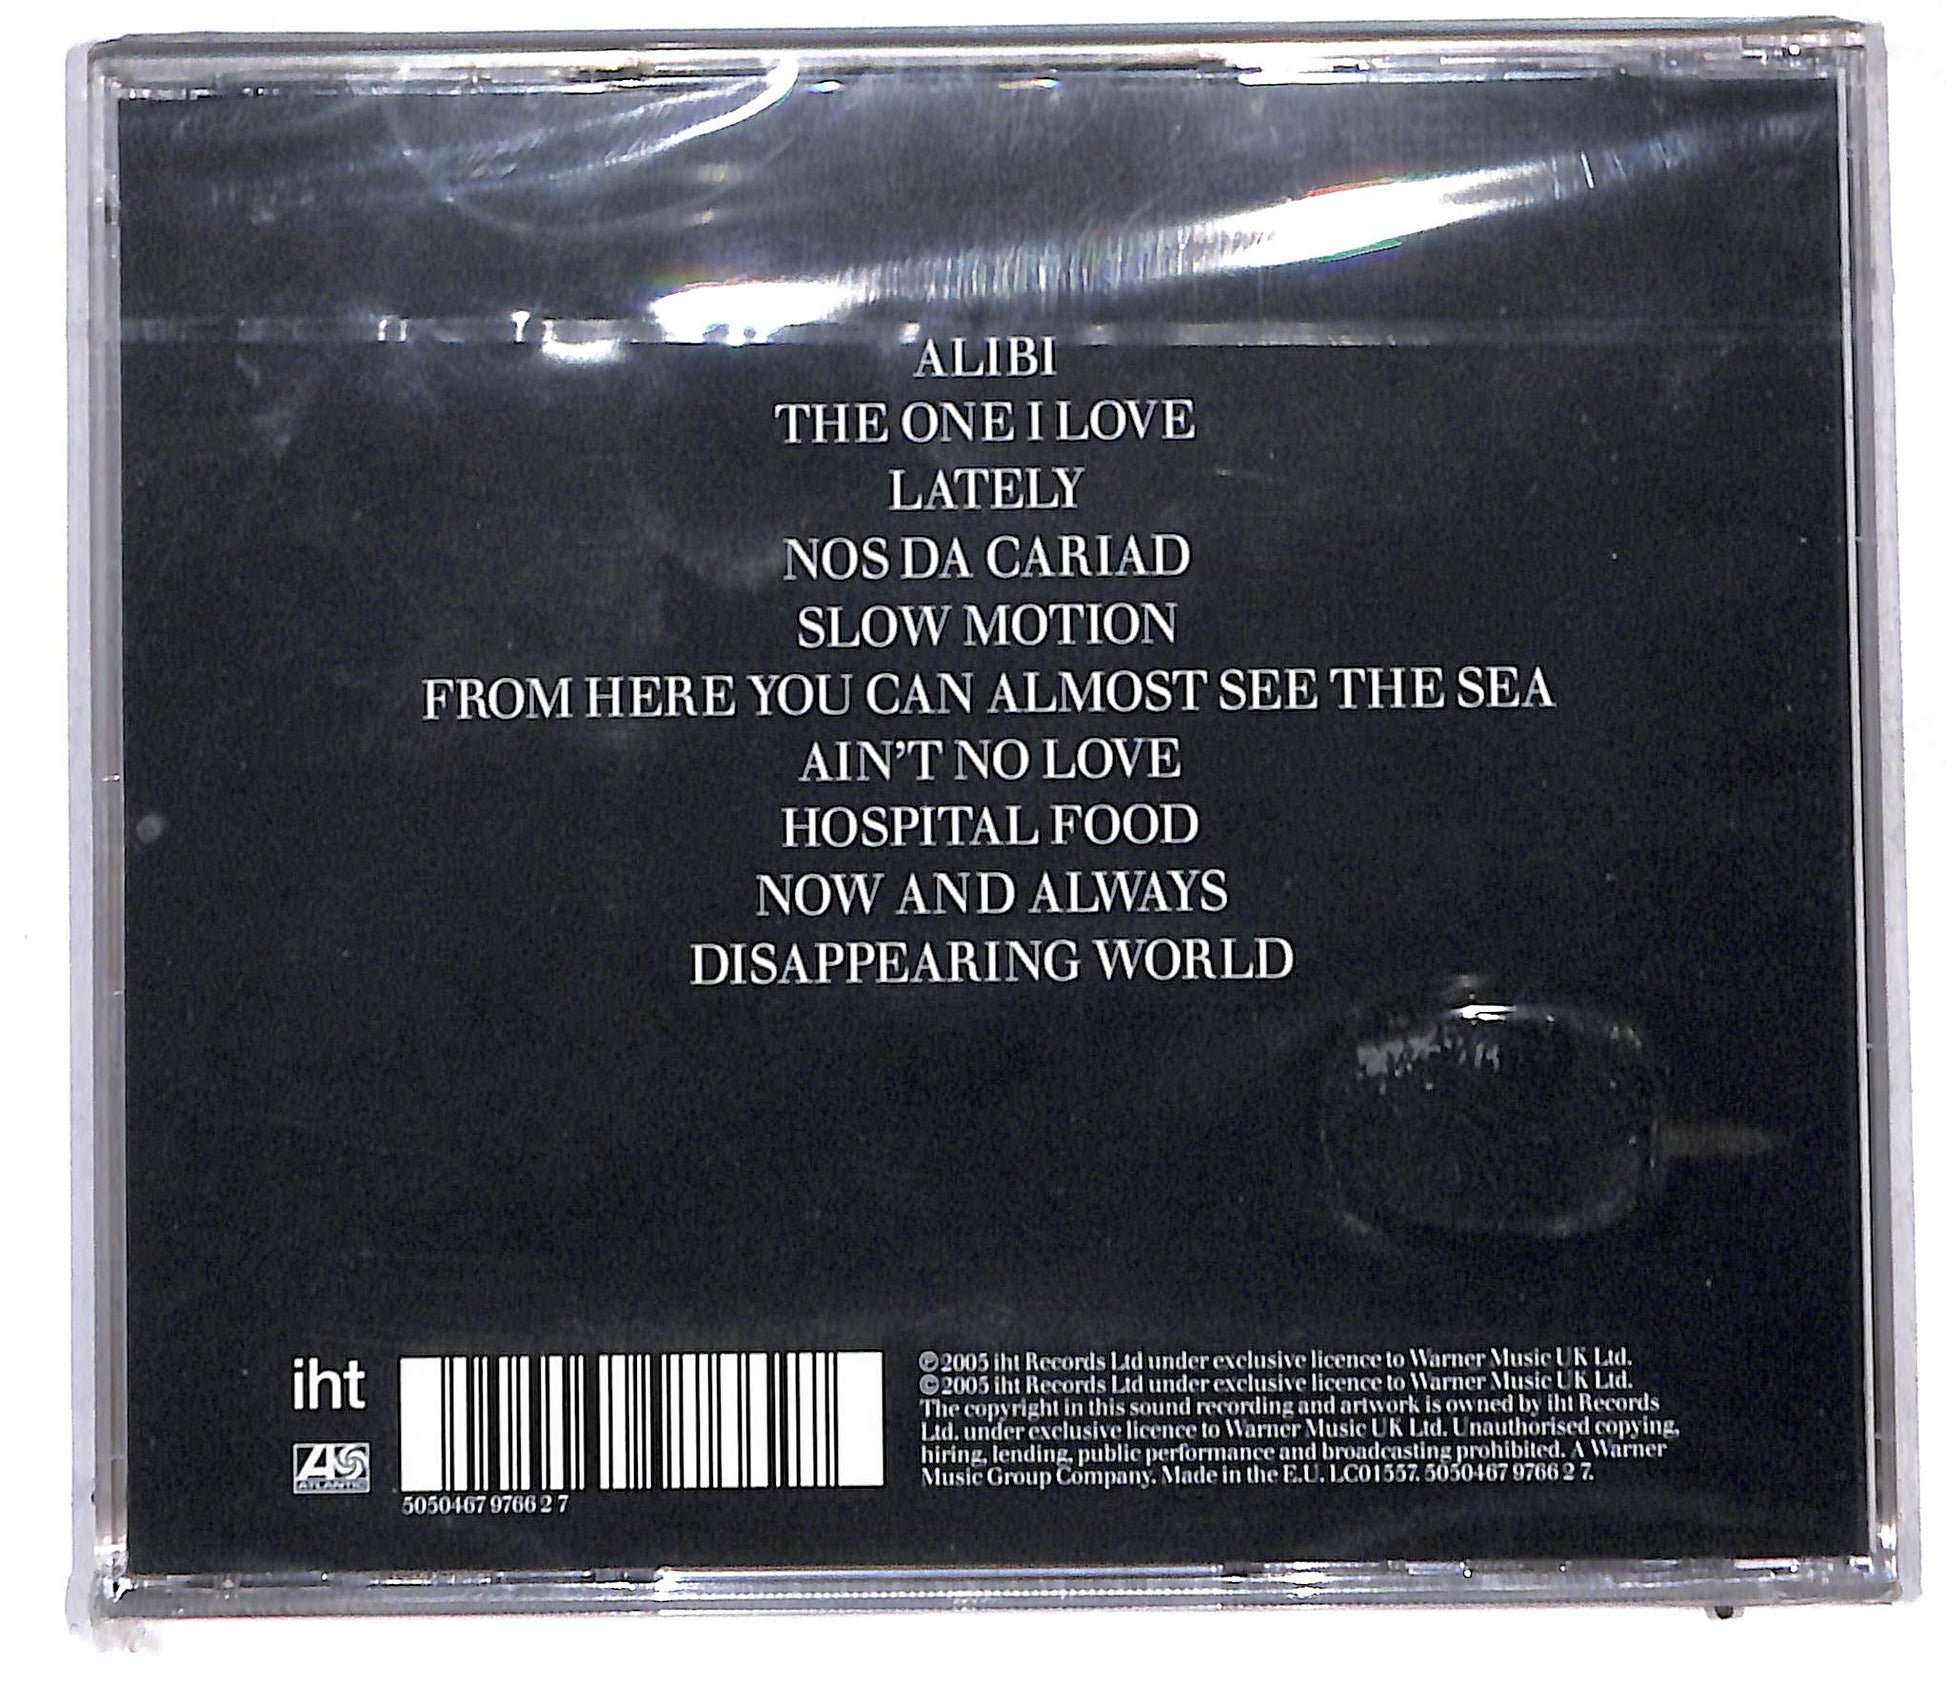 ALIBI
THE ONE I LOVE
LATELY
NOS DA CARIAD
SLOW MOTION
FROM HERE YOU CAN ALMOST SEE THE SEA
AIN'T NO LOVE
HOSPITAL FOOD
NOW AND ALWAYS
DISAPPEARING WORLD
iht
ATLANTIC
5050467 9766 2 7
℗2005 iht Records Ltd under exclusive licence to Warner Music UK Ltd.
©2005 iht Records Ltd under exclusive licence to Warner Music UK Ltd.
The copyright in this sound recording and artwork is owned by iht Records
Ltd. under exclusive licence to Warner Music UK Ltd. Unauthorised copying,
hiring, lending, public performance and broadcasting prohibited. A Warner
Music Group Company. Made in the E.U. LC01557. 5050467 9766 2 7.